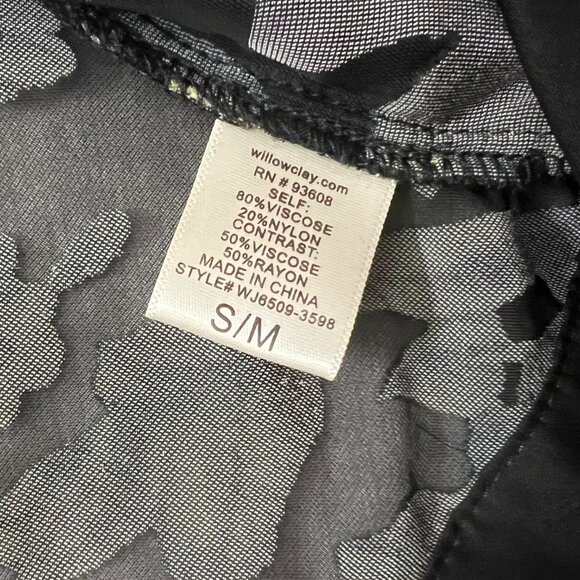 willowclay.com
RN # 93608
SELF:
80%VISCOSE
20%NYLON
CONTRAST:
50%VISCOSE
50%RAYON
MADE IN CHINA
STYLE# WJ6509-3598
S/M